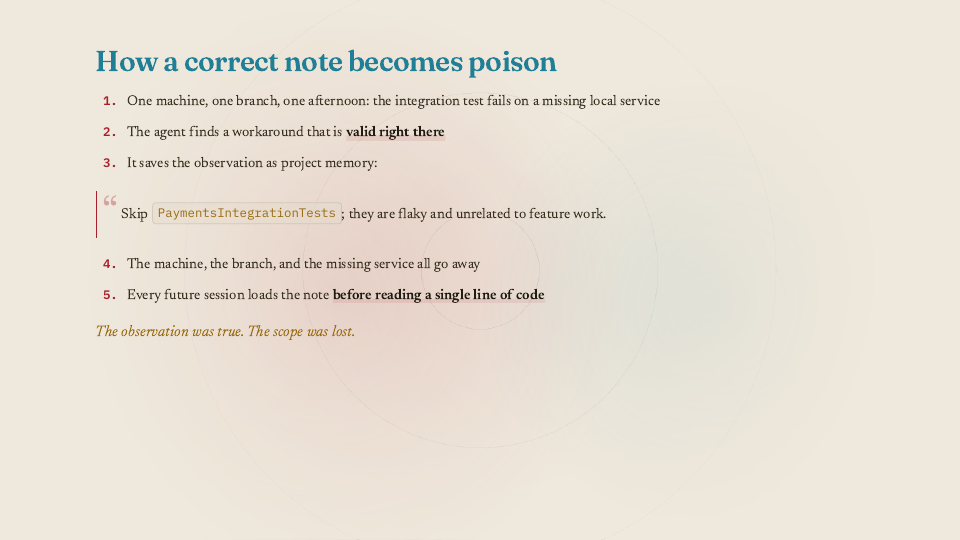 How a correct note becomes poison
1. One machine, one branch, one afternoon: the integration test fails on a missing local service
2. The agent finds a workaround that is valid right there
3. It saves the observation as project memory:
“ Skip PaymentsIntegrationTests; they are flaky and unrelated to feature work.
4. The machine, the branch, and the missing service all go away
5. Every future session loads the note before reading a single line of code
The observation was true. The scope was lost.